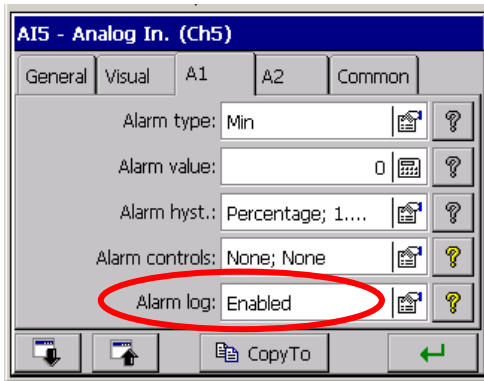 AI5 - Analog In. (Ch5)
General Visual A1 A2 Common
Alarm type: Min ?
Alarm value: 0 ?
Alarm hyst.: Percentage; 1.... ?
Alarm controls: None; None ?
Alarm log: Enabled ?
CopyTo